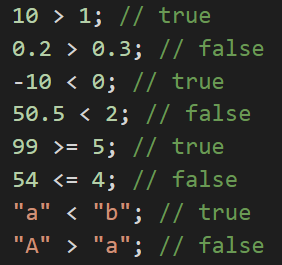 10 > 1; // true
0.2 > 0.3; // false
-10 < 0; // true
50.5 < 2; // false
99 >= 5; // true
54 <= 4; // false
"a" < "b"; // true
"A" > "a"; // false